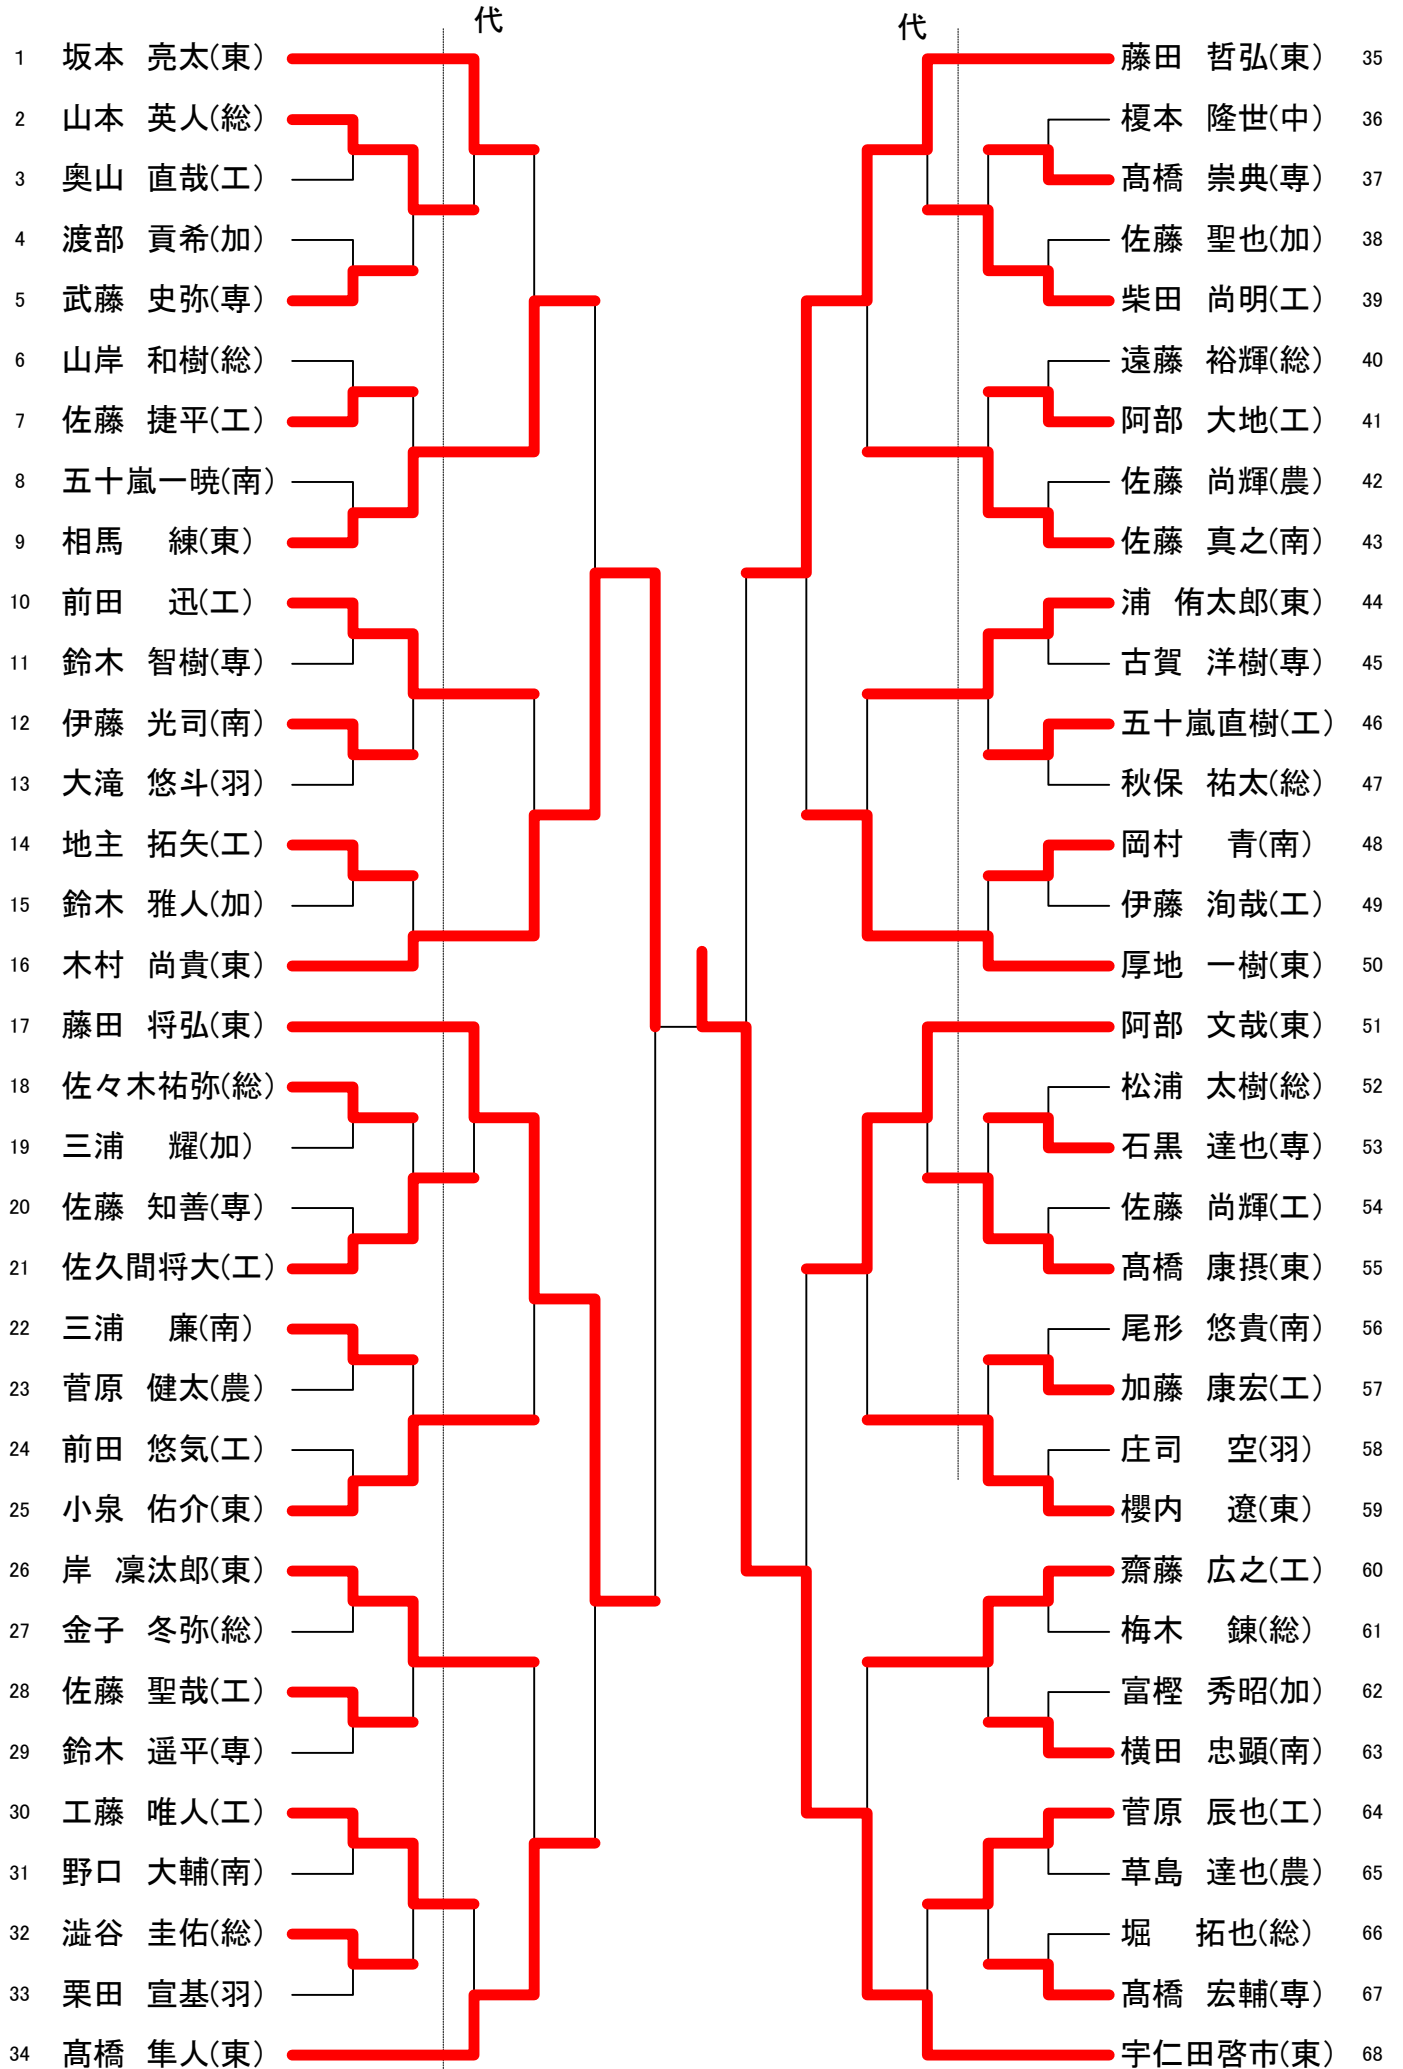 代
代
1 坂本 亮太(東)
2 山本 英人(総)
3 奥山 直哉(工)
4 渡部 貢希(加)
5 武藤 史弥(専)
6 山岸 和樹(総)
7 佐藤 捷平(工)
8 五十嵐一暁(南)
9 相馬 練(東)
10 前田 迅(工)
11 鈴木 智樹(専)
12 伊藤 光司(南)
13 大滝 悠斗(羽)
14 地主 拓矢(工)
15 鈴木 雅人(加)
16 木村 尚貴(東)
17 藤田 将弘(東)
18 佐々木祐弥(総)
19 三浦 耀(加)
20 佐藤 知善(専)
21 佐久間将大(工)
22 三浦 廉(南)
23 菅原 健太(農)
24 前田 悠気(工)
25 小泉 佑介(東)
26 岸 凜汰郎(東)
27 金子 冬弥(総)
28 佐藤 聖哉(工)
29 鈴木 遥平(専)
30 工藤 唯人(工)
31 野口 大輔(南)
32 澁谷 圭佑(総)
33 栗田 宣基(羽)
34 髙橋 隼人(東)
藤田 哲弘(東) 35
榎本 隆世(中) 36
髙橋 崇典(専) 37
佐藤 聖也(加) 38
柴田 尚明(工) 39
遠藤 裕輝(総) 40
阿部 大地(工) 41
佐藤 尚輝(農) 42
佐藤 真之(南) 43
浦 侑太郎(東) 44
古賀 洋樹(専) 45
五十嵐直樹(工) 46
秋保 祐太(総) 47
岡村 青(南) 48
伊藤 洵哉(工) 49
厚地 一樹(東) 50
阿部 文哉(東) 51
松浦 太樹(総) 52
石黒 達也(専) 53
佐藤 尚輝(工) 54
髙橋 康摂(東) 55
尾形 悠貴(南) 56
加藤 康宏(工) 57
庄司 空(羽) 58
櫻内 遼(東) 59
齋藤 広之(工) 60
梅木 錬(総) 61
富樫 秀昭(加) 62
横田 忠顕(南) 63
菅原 辰也(工) 64
草島 達也(農) 65
堀 拓也(総) 66
髙橋 宏輔(専) 67
宇仁田啓市(東) 68